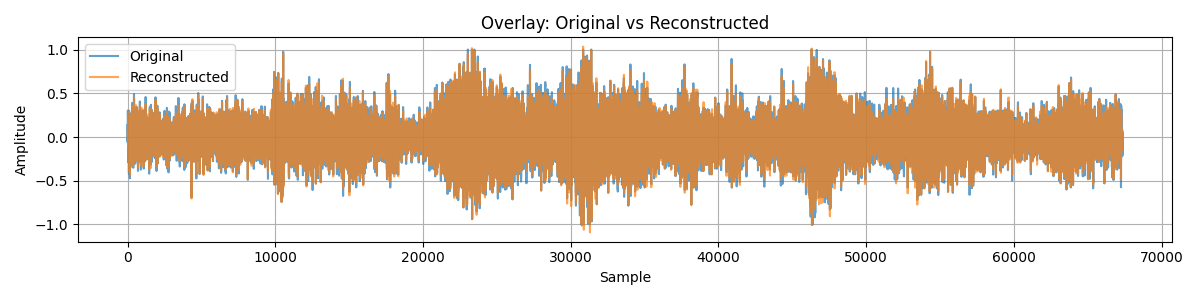 Overlay: Original vs Reconstructed
Original
Reconstructed
1.0
0.5
0.0
−0.5
−1.0
Amplitude
0 10000 20000 30000 40000 50000 60000 70000
Sample